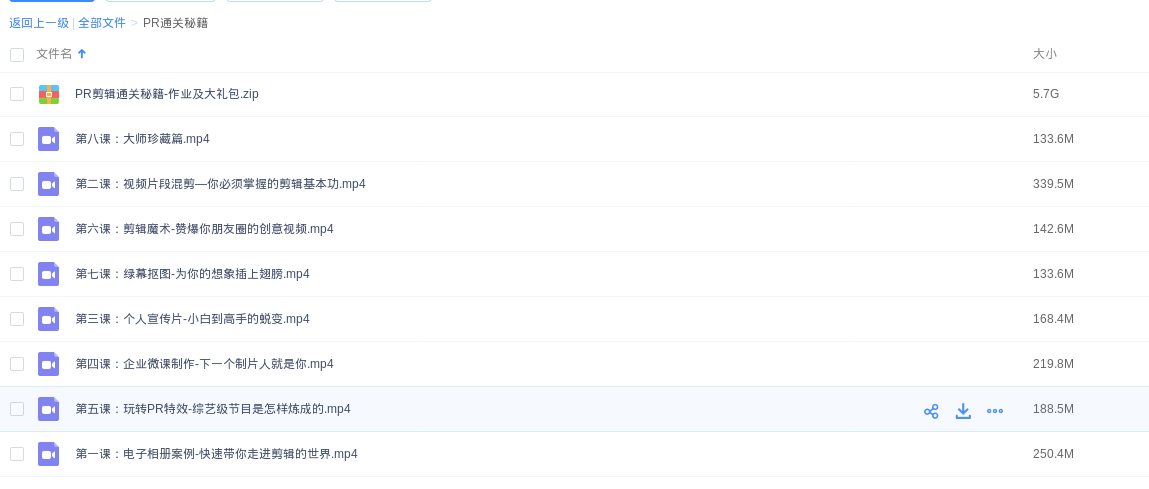 返回上一级 | 全部文件 > PR通关秘籍
文件名 大小
PR剪辑通关秘籍-作业及大礼包.zip 5.7G
第八课：大师珍藏篇.mp4 133.6M
第二课：视频片段混剪—你必须掌握的剪辑基本功.mp4 339.5M
第六课：剪辑魔术-赞爆你朋友圈的创意视频.mp4 142.6M
第七课：绿幕抠图-为你的想象插上翅膀.mp4 133.6M
第三课：个人宣传片-小白到高手的蜕变.mp4 168.4M
第四课：企业微课制作-下一个制片人就是你.mp4 219.8M
第五课：玩转PR特效-综艺级节目是怎样炼成的.mp4 188.5M
第一课：电子相册案例-快速带你走进剪辑的世界.mp4 250.4M